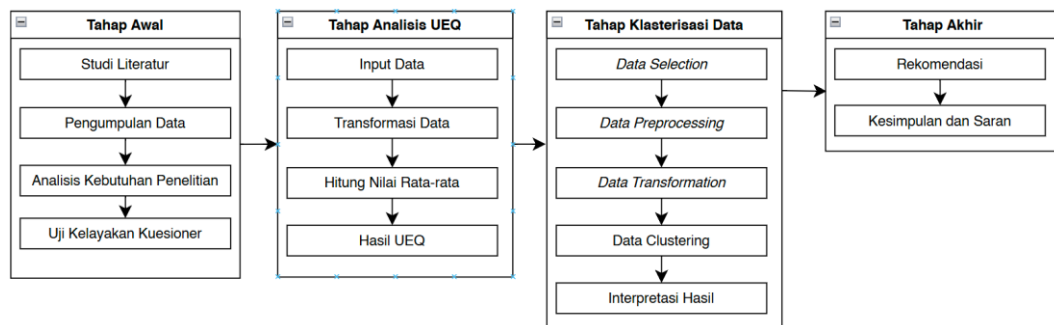 Tahap Awal
Studi Literatur
Pengumpulan Data
Analisis Kebutuhan Penelitian
Uji Kelayakan Kuesioner
Tahap Analisis UEQ
Input Data
Transformasi Data
Hitung Nilai Rata-rata
Hasil UEQ
Tahap Klasterisasi Data
Data Selection
Data Preprocessing
Data Transformation
Data Clustering
Interpretasi Hasil
Tahap Akhir
Rekomendasi
Kesimpulan dan Saran